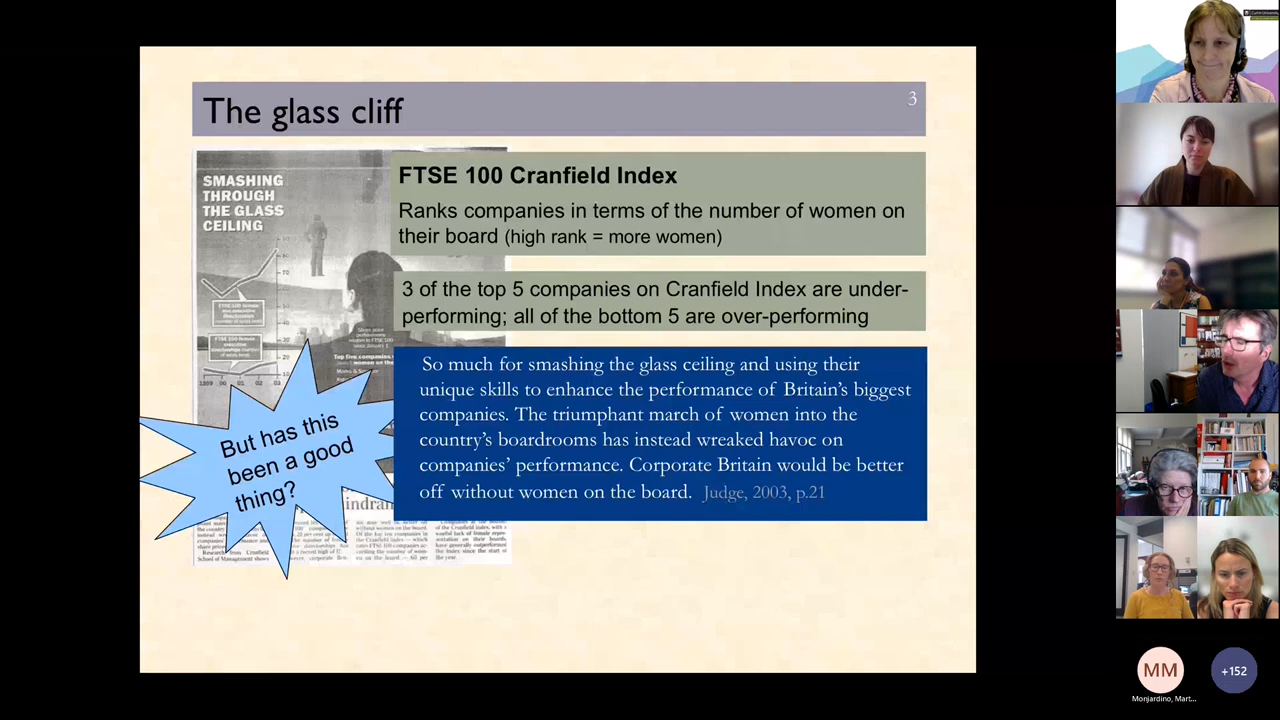 The glass cliff
3
SMASHING
THROUGH
THE GLASS
CEILING
FTSE 100 Cranfield Index
Ranks companies in terms of the number of women on
their board (high rank = more women)
3 of the top 5 companies on Cranfield Index are under-
performing; all of the bottom 5 are over-performing
So much for smashing the glass ceiling and using their
unique skills to enhance the performance of Britain's biggest
companies. The triumphant march of women into the
country's boardrooms has instead wreaked havoc on
companies' performance. Corporate Britain would be better
off without women on the board. Judge, 2003, p.21
But has this
been a good
thing?
MM
Monjardino, Mart...
+152